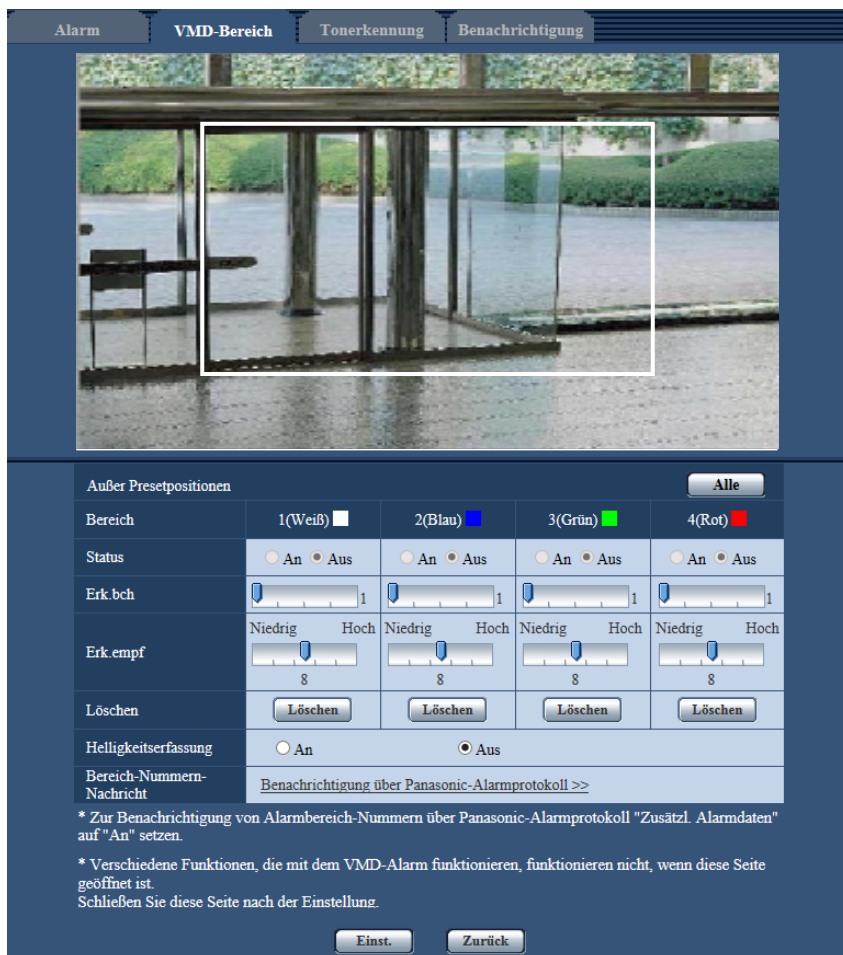 Alarm VMD-Bereich Tonerkennung Benachrichtigung
Außer Presetpositionen Alle
Bereich 1(Weiß) 2(Blau) 3(Grün) 4(Rot)
Status An Aus An Aus An Aus An Aus
Erk.bch 1 1 1 1
Niedrig Hoch Niedrig Hoch Niedrig Hoch Niedrig Hoch
Erk.empf
8 8 8 8
Löschen Löschen Löschen Löschen Löschen
Helligkeitserfassung An Aus
Bereich-Nummern-
Nachricht Benachrichtigung über Panasonic-Alarmprotokoll >>
* Zur Benachrichtigung von Alarmbereich-Nummern über Panasonic-Alarmprotokoll "Zusätzl. Alarmdaten"
auf "An" setzen.
* Verschiedene Funktionen, die mit dem VMD-Alarm funktionieren, funktionieren nicht, wenn diese Seite
geöffnet ist.
Schließen Sie diese Seite nach der Einstellung.
Einst. Zurück